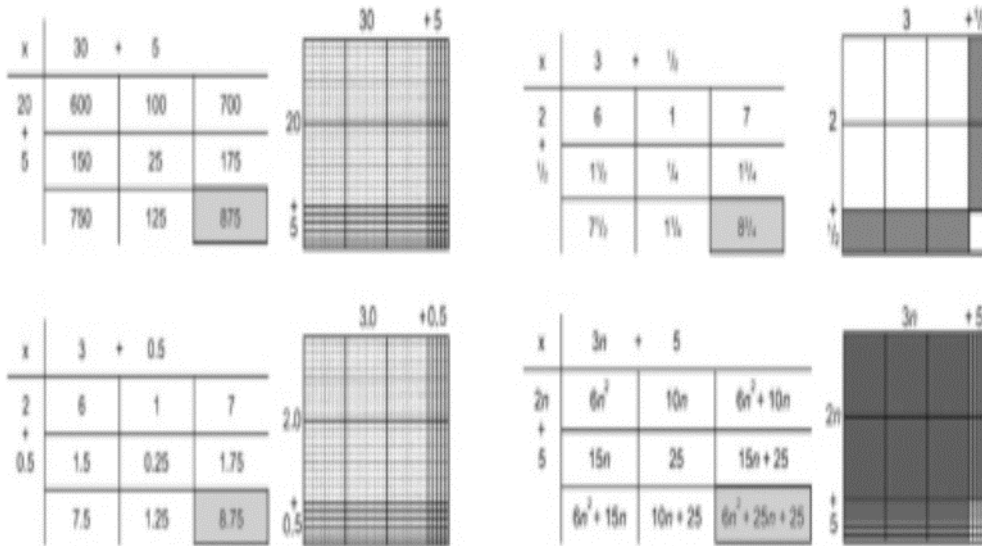 x 30 + 5
20 600 100 700
+
5 150 25 175
750 125 875
30 +5
20
+
5
x 3 + ½
2 6 1 7
+
½ 1½ ¼ 1¾
7½ 1¼ 8¾
3
2
+
½
x 3 + 0.5
2 6 1 7
+
0.5 1.5 0.25 1.75
7.5 1.25 8.75
3.0 +0.5
2.0
+
0.5
x 3n + 5
2n 6n² 10n 6n²+10n
+
5 15n 25 15n+25
6n²+15n 10n+25 6n²+25n+25
3n +5
2n
+
5